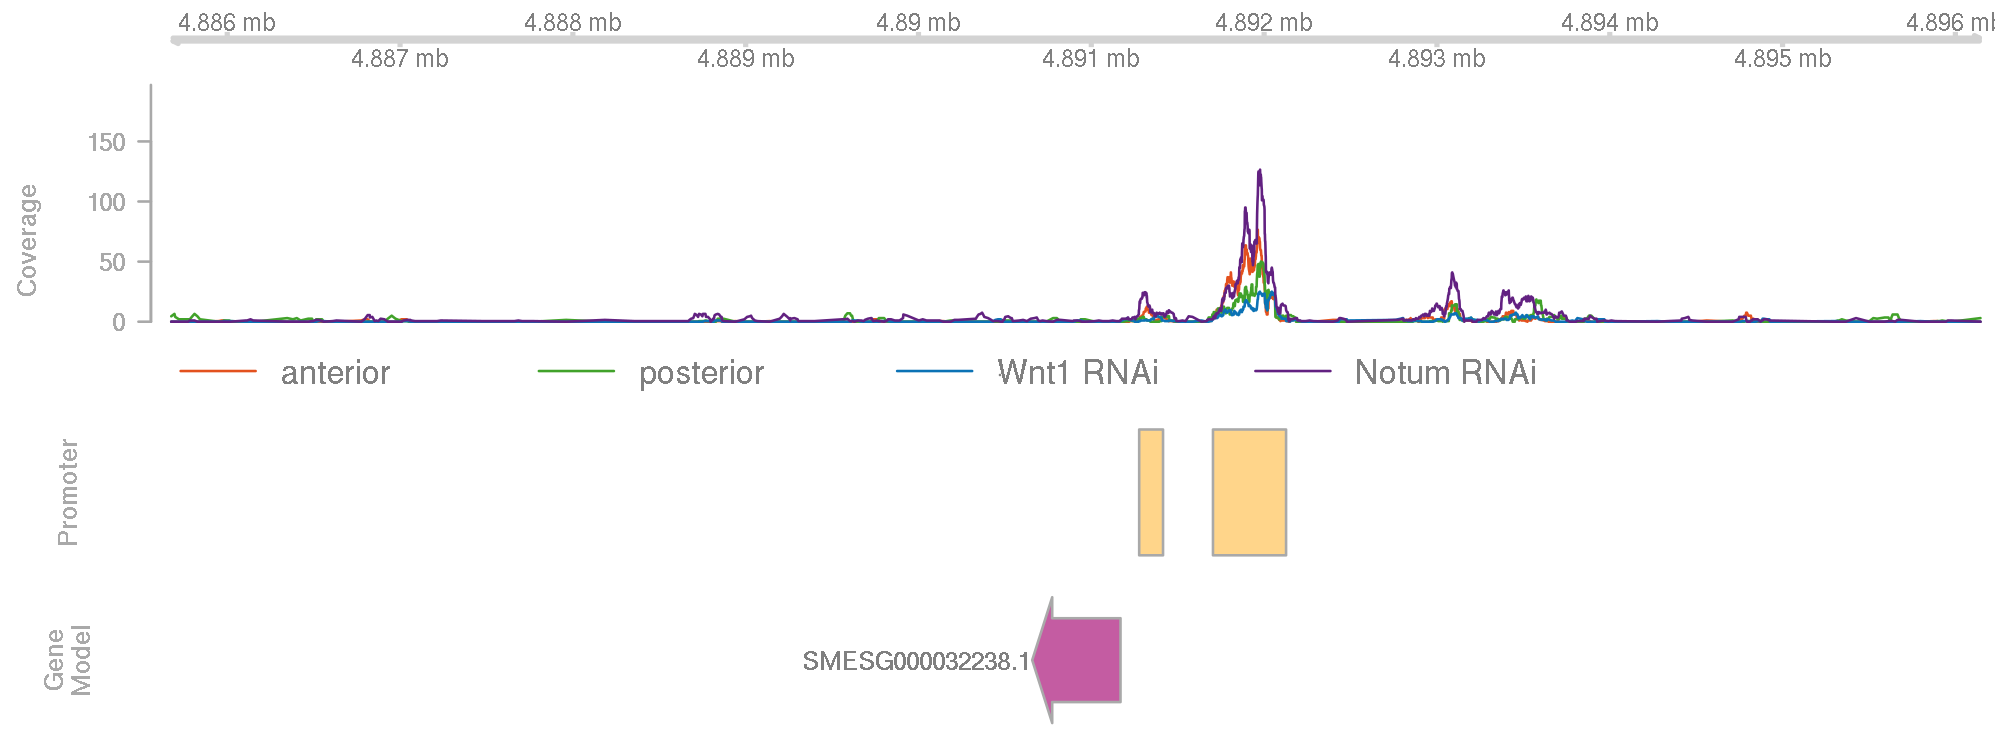 4.886 mb 4.888 mb 4.89 mb 4.892 mb 4.894 mb 4.896 mb
4.887 mb 4.889 mb 4.891 mb 4.893 mb 4.895 mb
Coverage
150
100
50
0
anterior posterior Wnt1 RNAi Notum RNAi
Promoter
Gene
Model
SMESG000032238.1